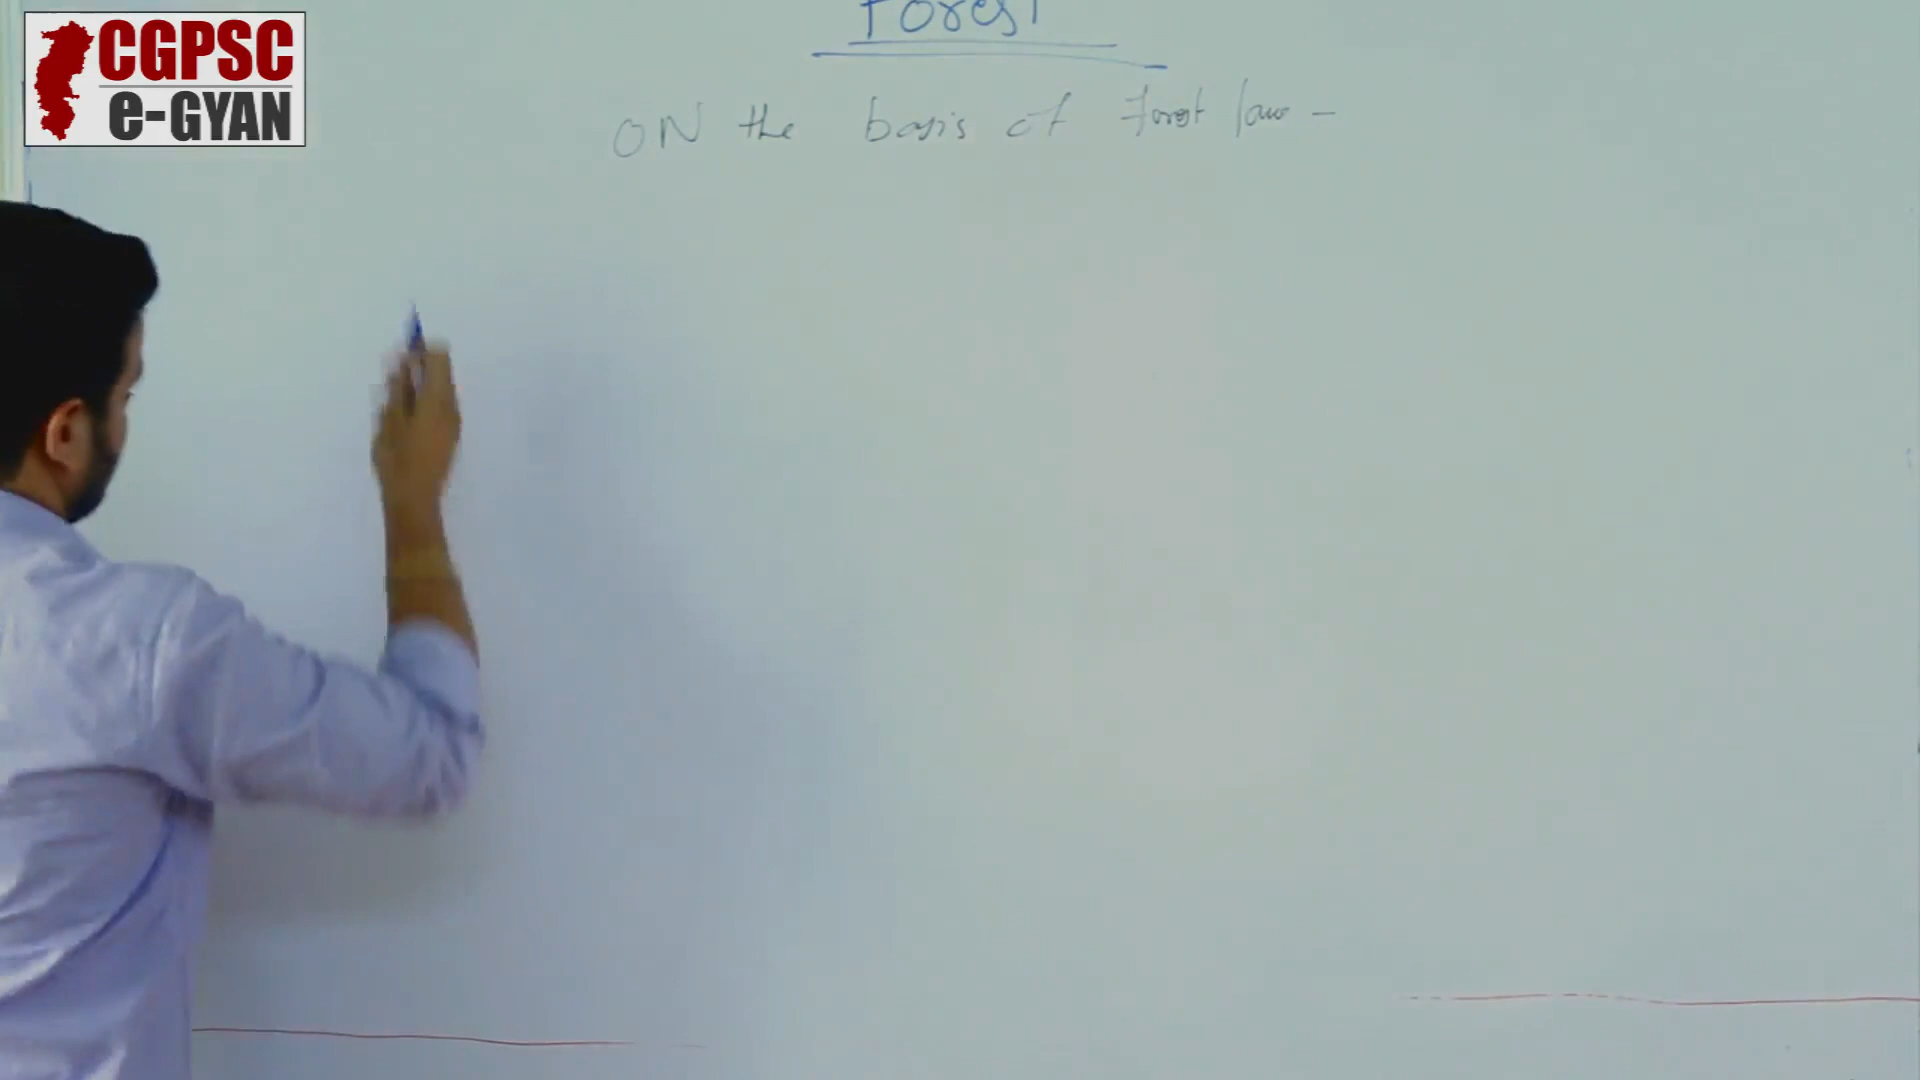 CGPSC
e-GYAN
Forest
ON the basis of Forest law -